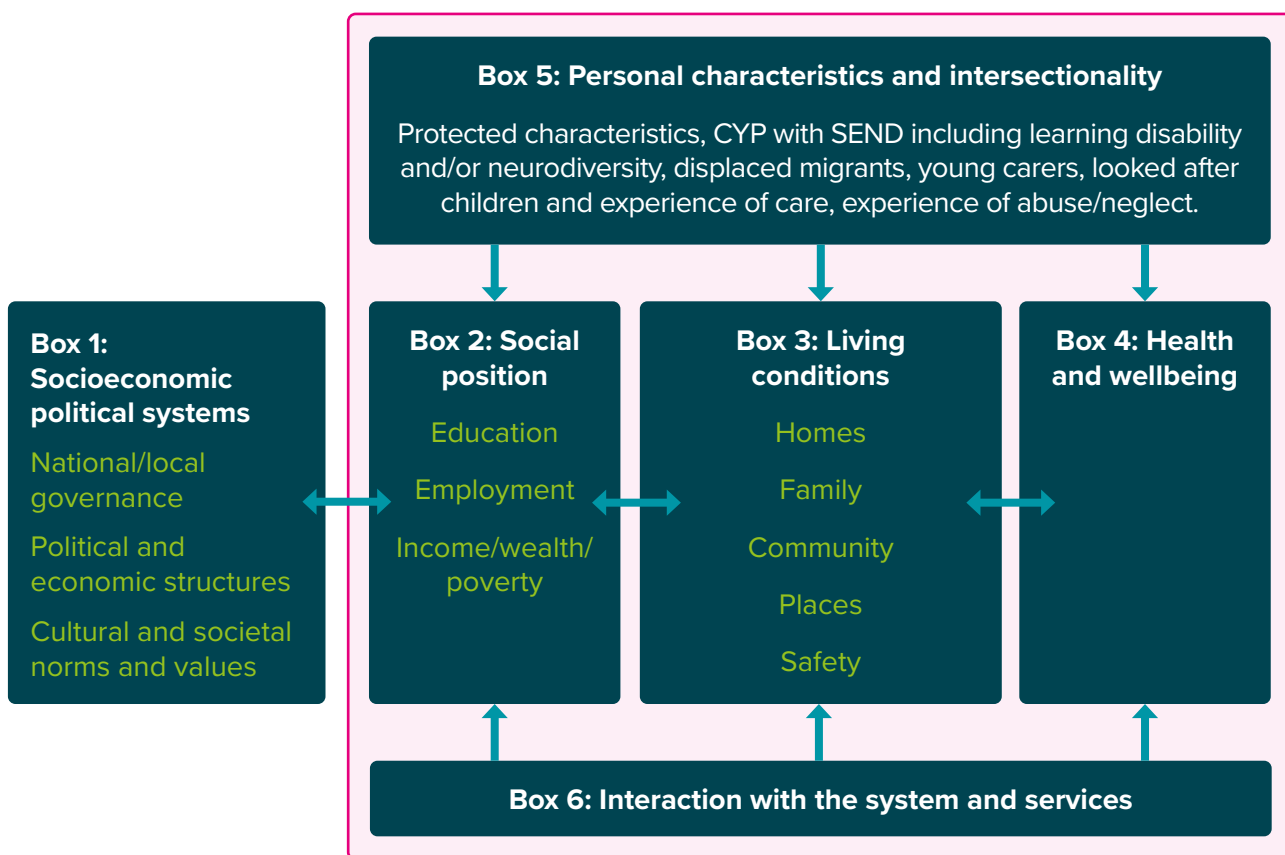 Box 5: Personal characteristics and intersectionality
Protected characteristics, CYP with SEND including learning disability
and/or neurodiversity, displaced migrants, young carers, looked after
children and experience of care, experience of abuse/neglect.
Box 1:
Socioeconomic
political systems
National/local
governance
Political and
economic structures
Cultural and societal
norms and values
Box 2: Social
position
Education
Employment
Income/wealth/
poverty
Box 3: Living
conditions
Homes
Family
Community
Places
Safety
Box 4: Health
and wellbeing
Box 6: Interaction with the system and services